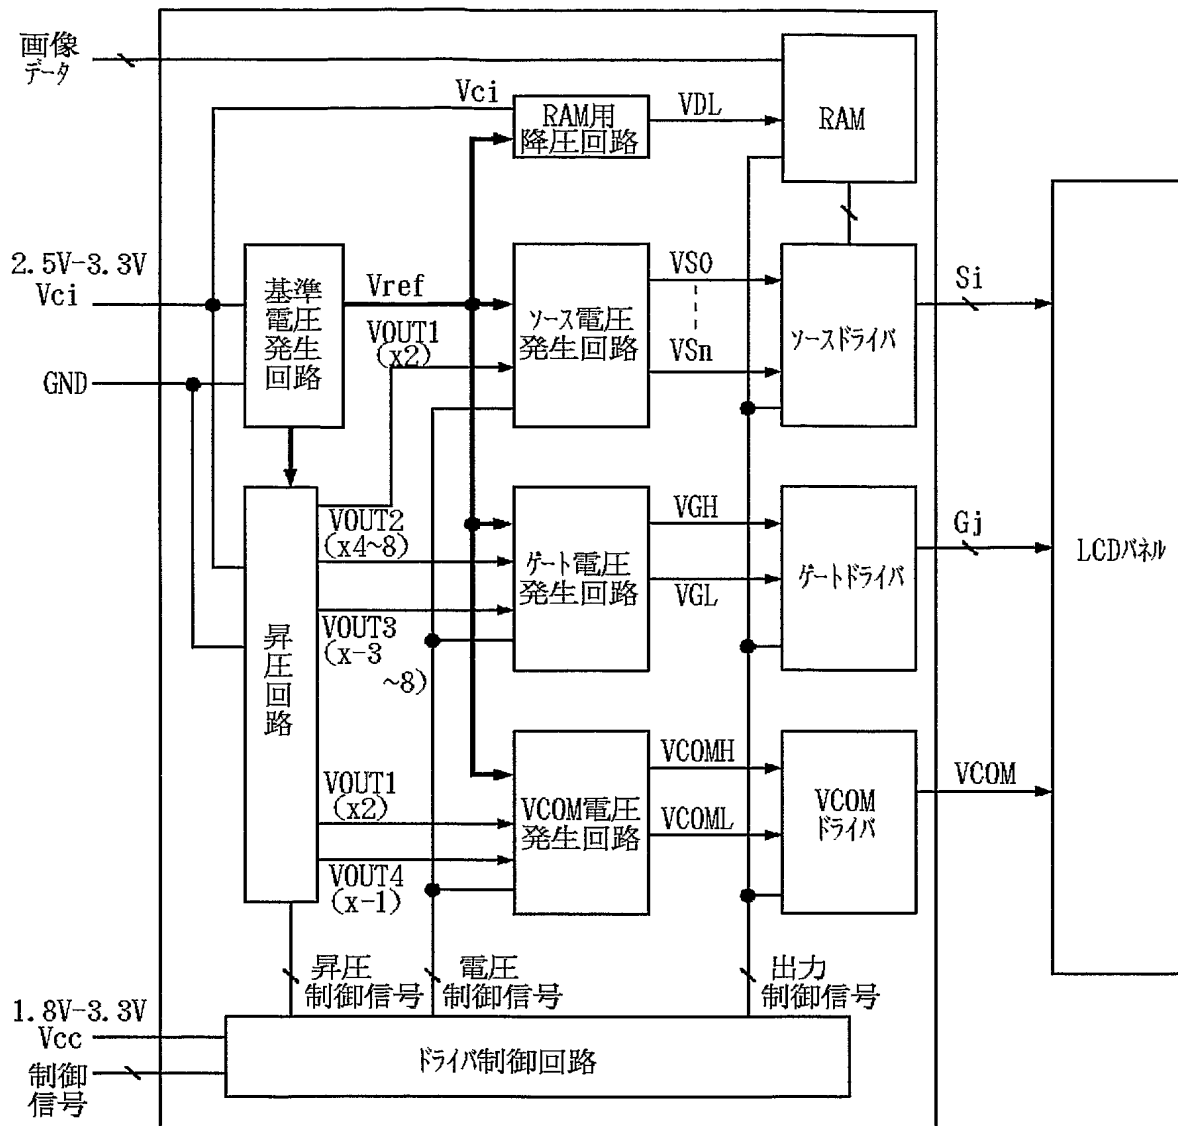 画像
データ
Vci
RAM用
降圧回路
VDL
RAM
2.5V-3.3V
Vci
GND
基準
電圧
発生
回路
Vref
VOUT1
(x2)
ソース電圧
発生回路
VS0
VSn
ソースドライバ
Si
昇
圧
回
路
VOUT2
(x4~8)
VOUT3
(x-3
~8)
ゲート電圧
発生回路
VGH
VGL
ゲートドライバ
Gj
LCDパネル
VOUT1
(x2)
VOUT4
(x-1)
VCOM電圧
発生回路
VCOMH
VCOML
VCOM
ドライバ
VCOM
昇圧
制御信号
電圧
制御信号
出力
制御信号
1.8V-3.3V
Vcc
制御
信号
ドライバ制御回路